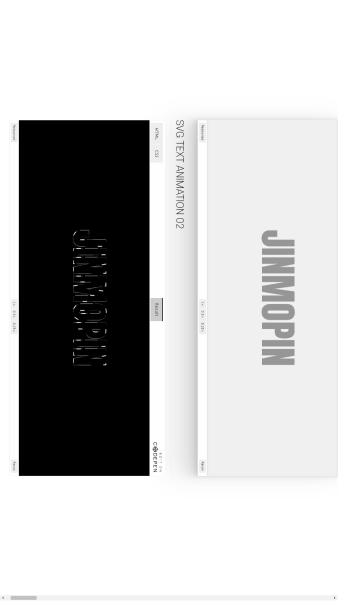 JINMOPIN
Resources
1× 0.5× 0.25×
Rerun
SVG TEXT ANIMATION 02
HTML CSS
Result
EDIT ON
CODEPEN
JINMOPIN
Resources
1× 0.5× 0.25×
Rerun